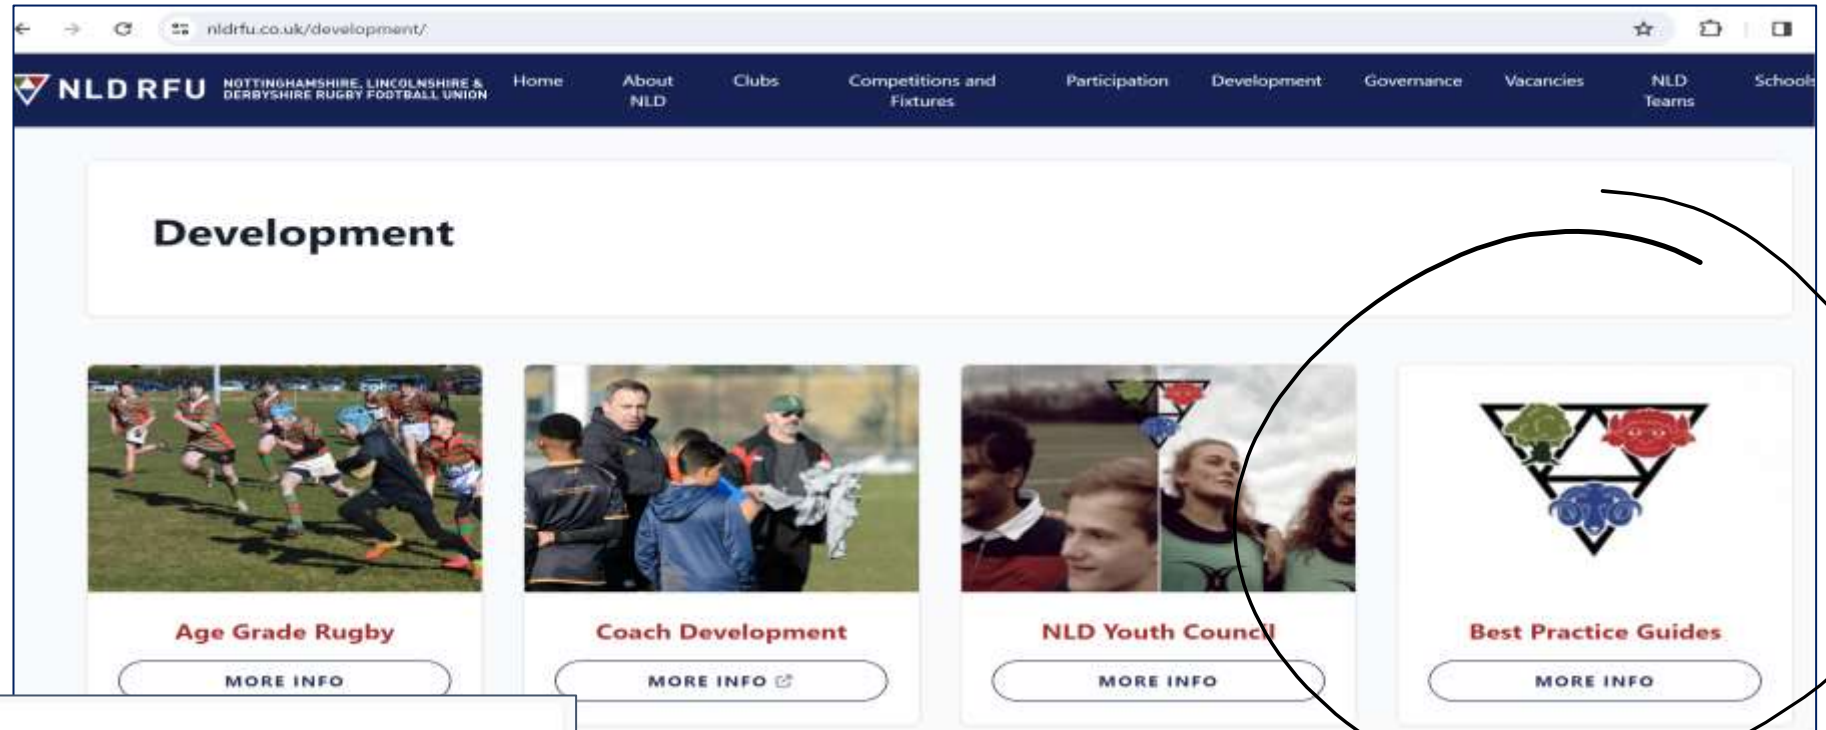 nldrfu.co.uk/development/
NLD RFU
NOTTINGHAMSHIRE, LINCOLNSHIRE &
DERBYSHIRE RUGBY FOOTBALL UNION
Home
About
NLD
Clubs
Competitions and
Fixtures
Participation
Development
Governance
Vacancies
NLD
Teams
Schools
Development
Age Grade Rugby
Coach Development
NLD Youth Council
Best Practice Guides
MORE INFO
MORE INFO
MORE INFO
MORE INFO